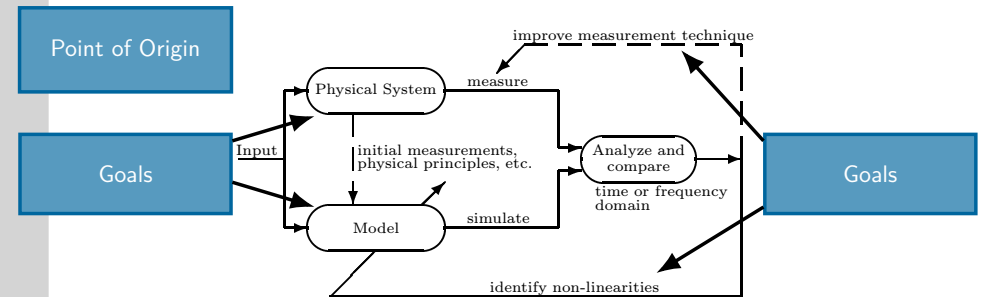 improve measurement technique
Point of Origin
measure
Physical System
Input
initial measurements,
physical principles, etc.
Analyze and
compare
Goals
Goals
time or frequency
domain
simulate
Model
identify non-linearities